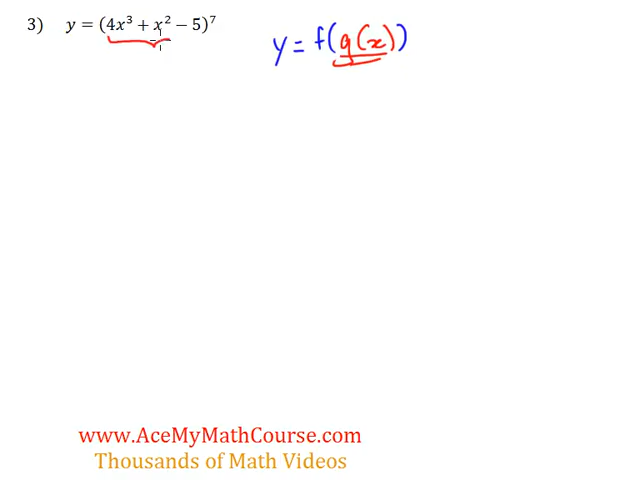 3) y = (4x³ + x² − 5)⁷
y = f(g(x))
www.AceMyMathCourse.com
Thousands of Math Videos